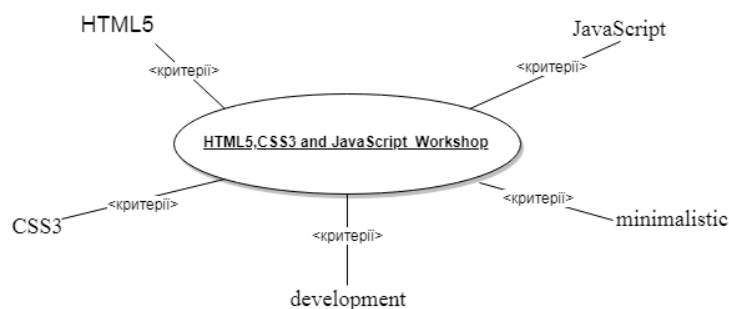 HTML5
JavaScript
<критерії>
<критерії>
HTML5,CSS3 and JavaScript Workshop
<критерії>
<критерії>
CSS3
minimalistic
<критерії>
development